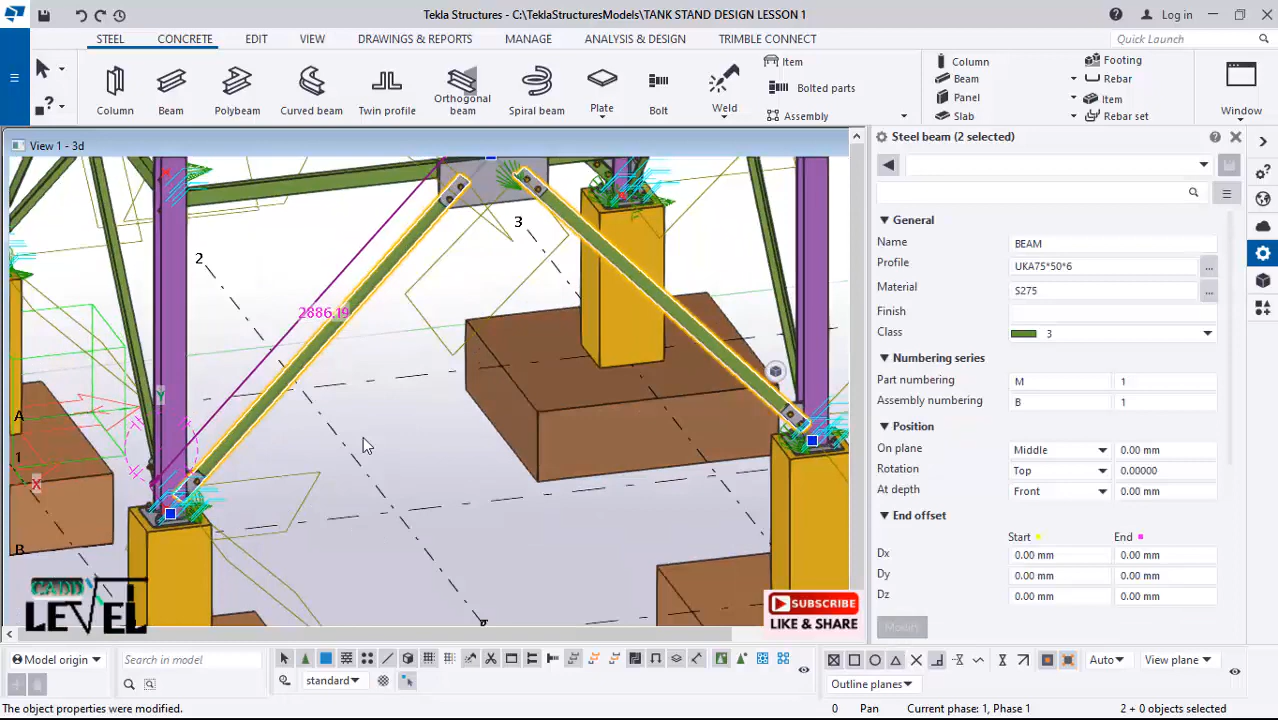 Tekla Structures - C:\TeklaStructuresModels\TANK STAND DESIGN LESSON 1
Log in
STEEL CONCRETE EDIT VIEW DRAWINGS & REPORTS MANAGE ANALYSIS & DESIGN TRIMBLE CONNECT
Quick Launch
Column Beam Polybeam Curved beam Twin profile Orthogonal beam Spiral beam Plate Bolt Weld
Item
Bolted parts
Assembly
Column Footing
Beam Rebar
Panel Item
Slab Rebar set
Window
View 1 - 3d
Steel beam (2 selected)
General
Name BEAM
Profile UKA75*50*6
Material S275
Finish
Class 3
Numbering series
Part numbering M 1
Assembly numbering B 1
Position
On plane Middle 0.00 mm
Rotation Top 0.00000
At depth Front 0.00 mm
End offset
Start End
Dx 0.00 mm 0.00 mm
Dy 0.00 mm 0.00 mm
Dz 0.00 mm 0.00 mm
Modify
3
2
2886.19
Y
A
1
X
B
CADD
LEVEL
SUBSCRIBE
LIKE & SHARE
Model origin
Search in model
standard
Auto
View plane
Outline planes
The object properties were modified.
0 Pan Current phase: 1, Phase 1 2 + 0 objects selected